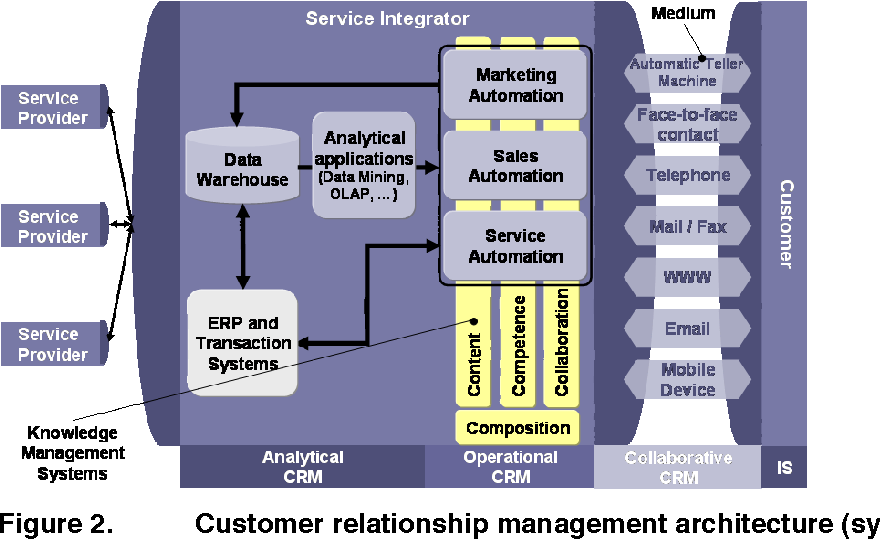 Service Integrator
Medium
Service
Provider
Service
Provider
Service
Provider
Data
Warehouse
Analytical
applications
(Data Mining,
OLAP, ...)
ERP and
Transaction
Systems
Marketing
Automation
Sales
Automation
Service
Automation
Content
Competence
Collaboration
Composition
Automatic Teller
Machine
Face-to-face
contact
Telephone
Mail / Fax
WWW
Email
Mobile
Device
Customer
Knowledge
Management
Systems
Analytical
CRM
Operational
CRM
Collaborative
CRM
IS
Figure 2. Customer relationship management architecture (sy